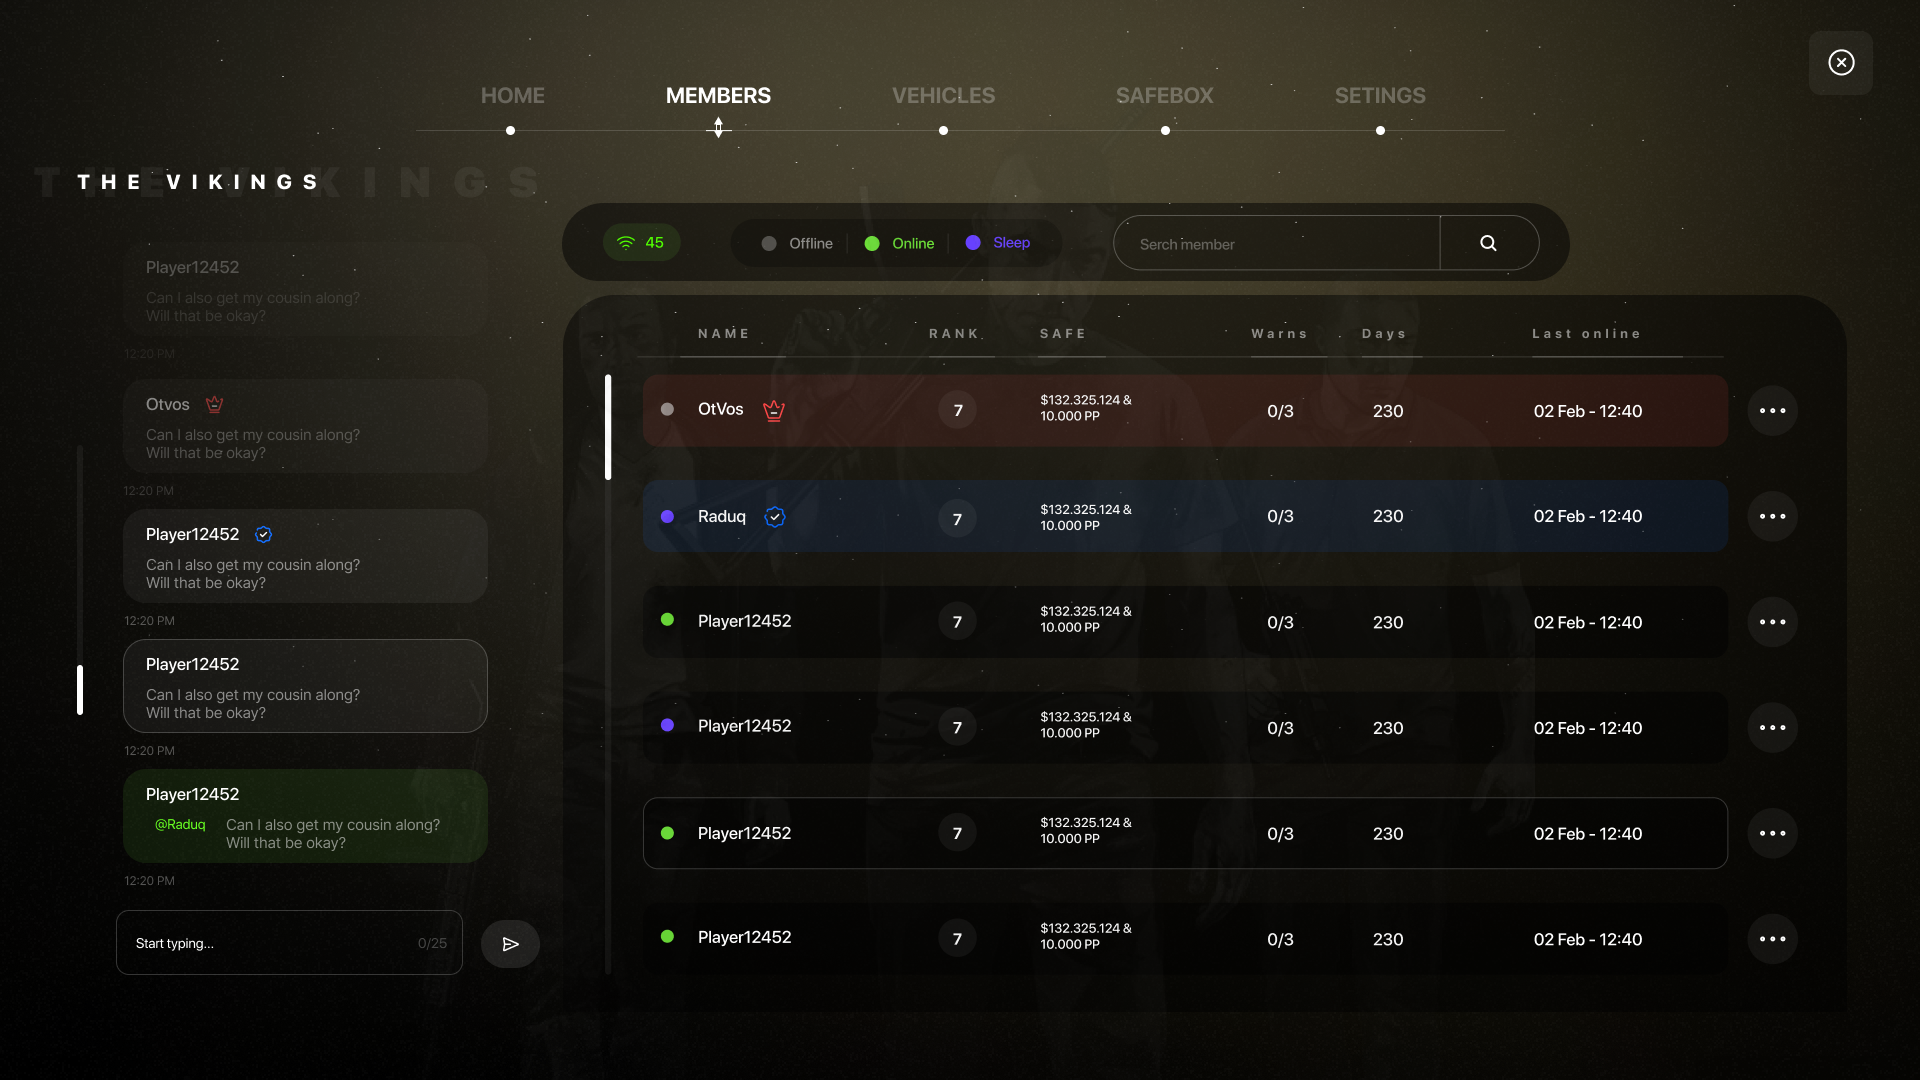 HOME
MEMBERS
VEHICLES
SAFEBOX
SETINGS
THE VIKINGS
THE VIKINGS
45
Offline
Online
Sleep
Serch member
Player12452
Can I also get my cousin along?
Will that be okay?
12:20 PM
Otvos
Can I also get my cousin along?
Will that be okay?
12:20 PM
Player12452
Can I also get my cousin along?
Will that be okay?
12:20 PM
Player12452
Can I also get my cousin along?
Will that be okay?
12:20 PM
Player12452
@Raduq Can I also get my cousin along?
Will that be okay?
12:20 PM
Start typing... 0/25
NAME RANK SAFE Warns Days Last online
OtVos 7 $132.325.124 &
10.000 PP 0/3 230 02 Feb - 12:40
Raduq 7 $132.325.124 &
10.000 PP 0/3 230 02 Feb - 12:40
Player12452 7 $132.325.124 &
10.000 PP 0/3 230 02 Feb - 12:40
Player12452 7 $132.325.124 &
10.000 PP 0/3 230 02 Feb - 12:40
Player12452 7 $132.325.124 &
10.000 PP 0/3 230 02 Feb - 12:40
Player12452 7 $132.325.124 &
10.000 PP 0/3 230 02 Feb - 12:40